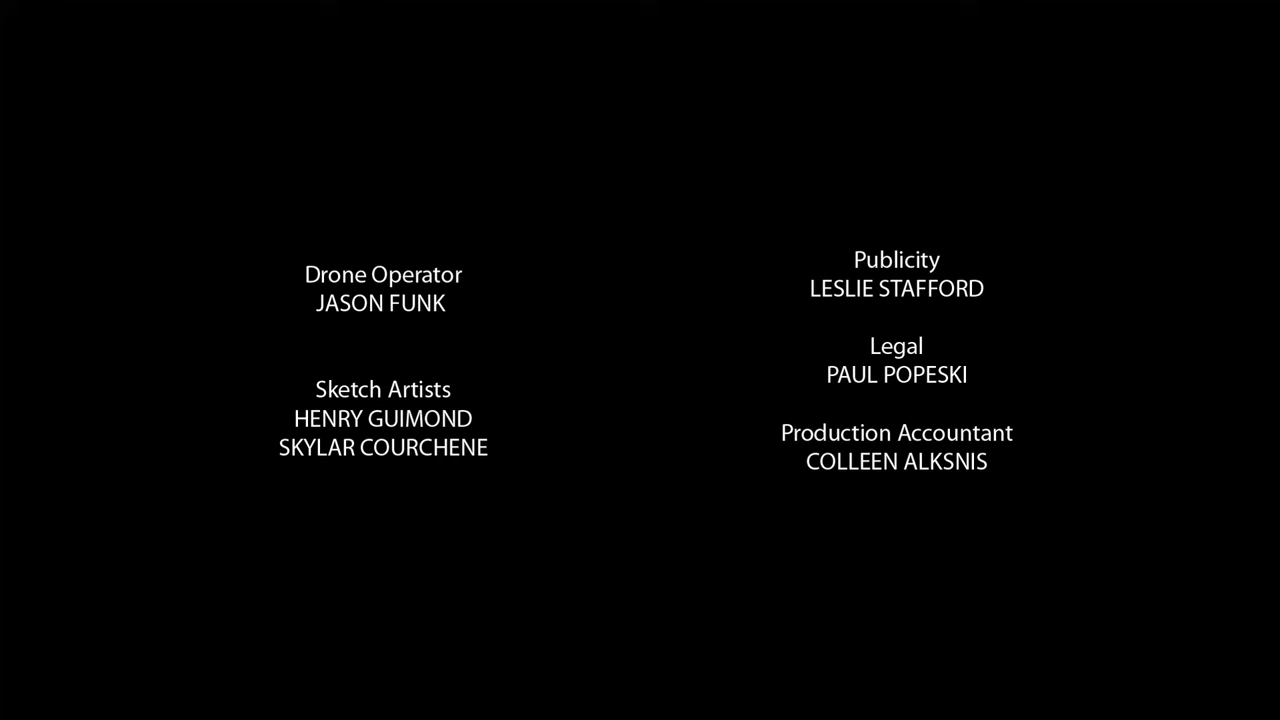 Drone Operator
JASON FUNK
Sketch Artists
HENRY GUIMOND
SKYLAR COURCHENE
Publicity
LESLIE STAFFORD
Legal
PAUL POPESKI
Production Accountant
COLLEEN ALKSNIS